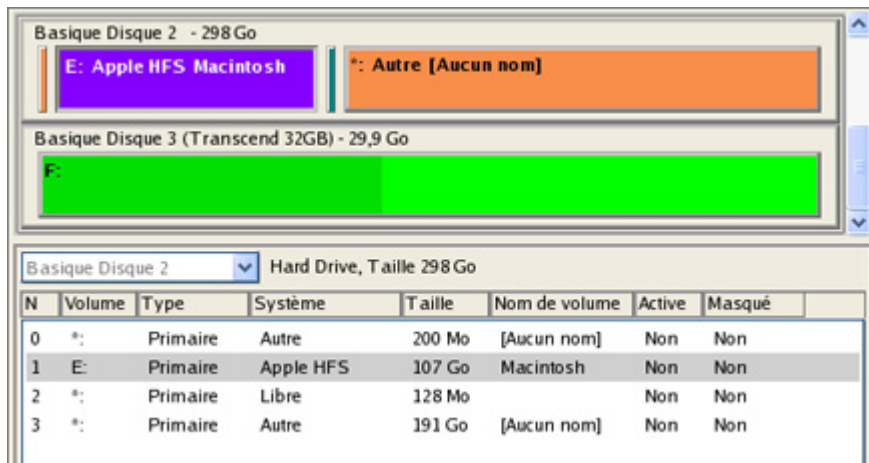 Basique Disque 2 - 298 Go
E: Apple HFS Macintosh
*: Autre [Aucun nom]
Basique Disque 3 (Transcend 32GB) - 29,9 Go
F:
Basique Disque 2 Hard Drive, Taille 298 Go
N Volume Type Système Taille Nom de volume Active Masqué
0 *: Primaire Autre 200 Mo [Aucun nom] Non Non
1 E: Primaire Apple HFS 107 Go Macintosh Non Non
2 *: Primaire Libre 128 Mo Non Non
3 *: Primaire Autre 191 Go [Aucun nom] Non Non